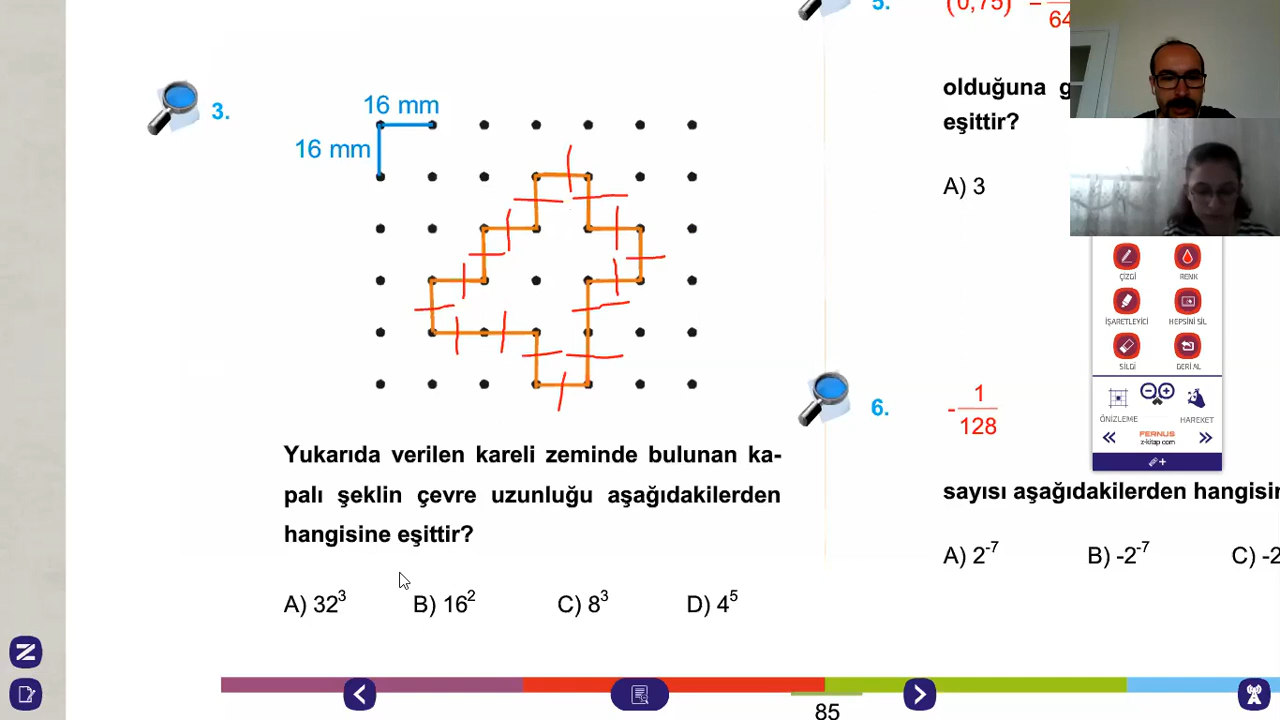 5. (0,75) = 64
olduğuna g
eşittir?
A) 3
3.
16 mm
16 mm
Yukarıda verilen kareli zeminde bulunan ka-
palı şeklin çevre uzunluğu aşağıdakilerden
hangisine eşittir?
A) 32³ B) 16² C) 8³ D) 4⁵
6. -1/128
sayısı aşağıdakilerden hangisin
A) 2⁻⁷ B) -2⁻⁷ C) -2
ÇİZGİ RENK
İŞARETLEYİCİ HEPSİNİ SİL
SİLGİ GERİ AL
ÖNİZLEME HAREKET
FERNUS
z-kitap.com
85